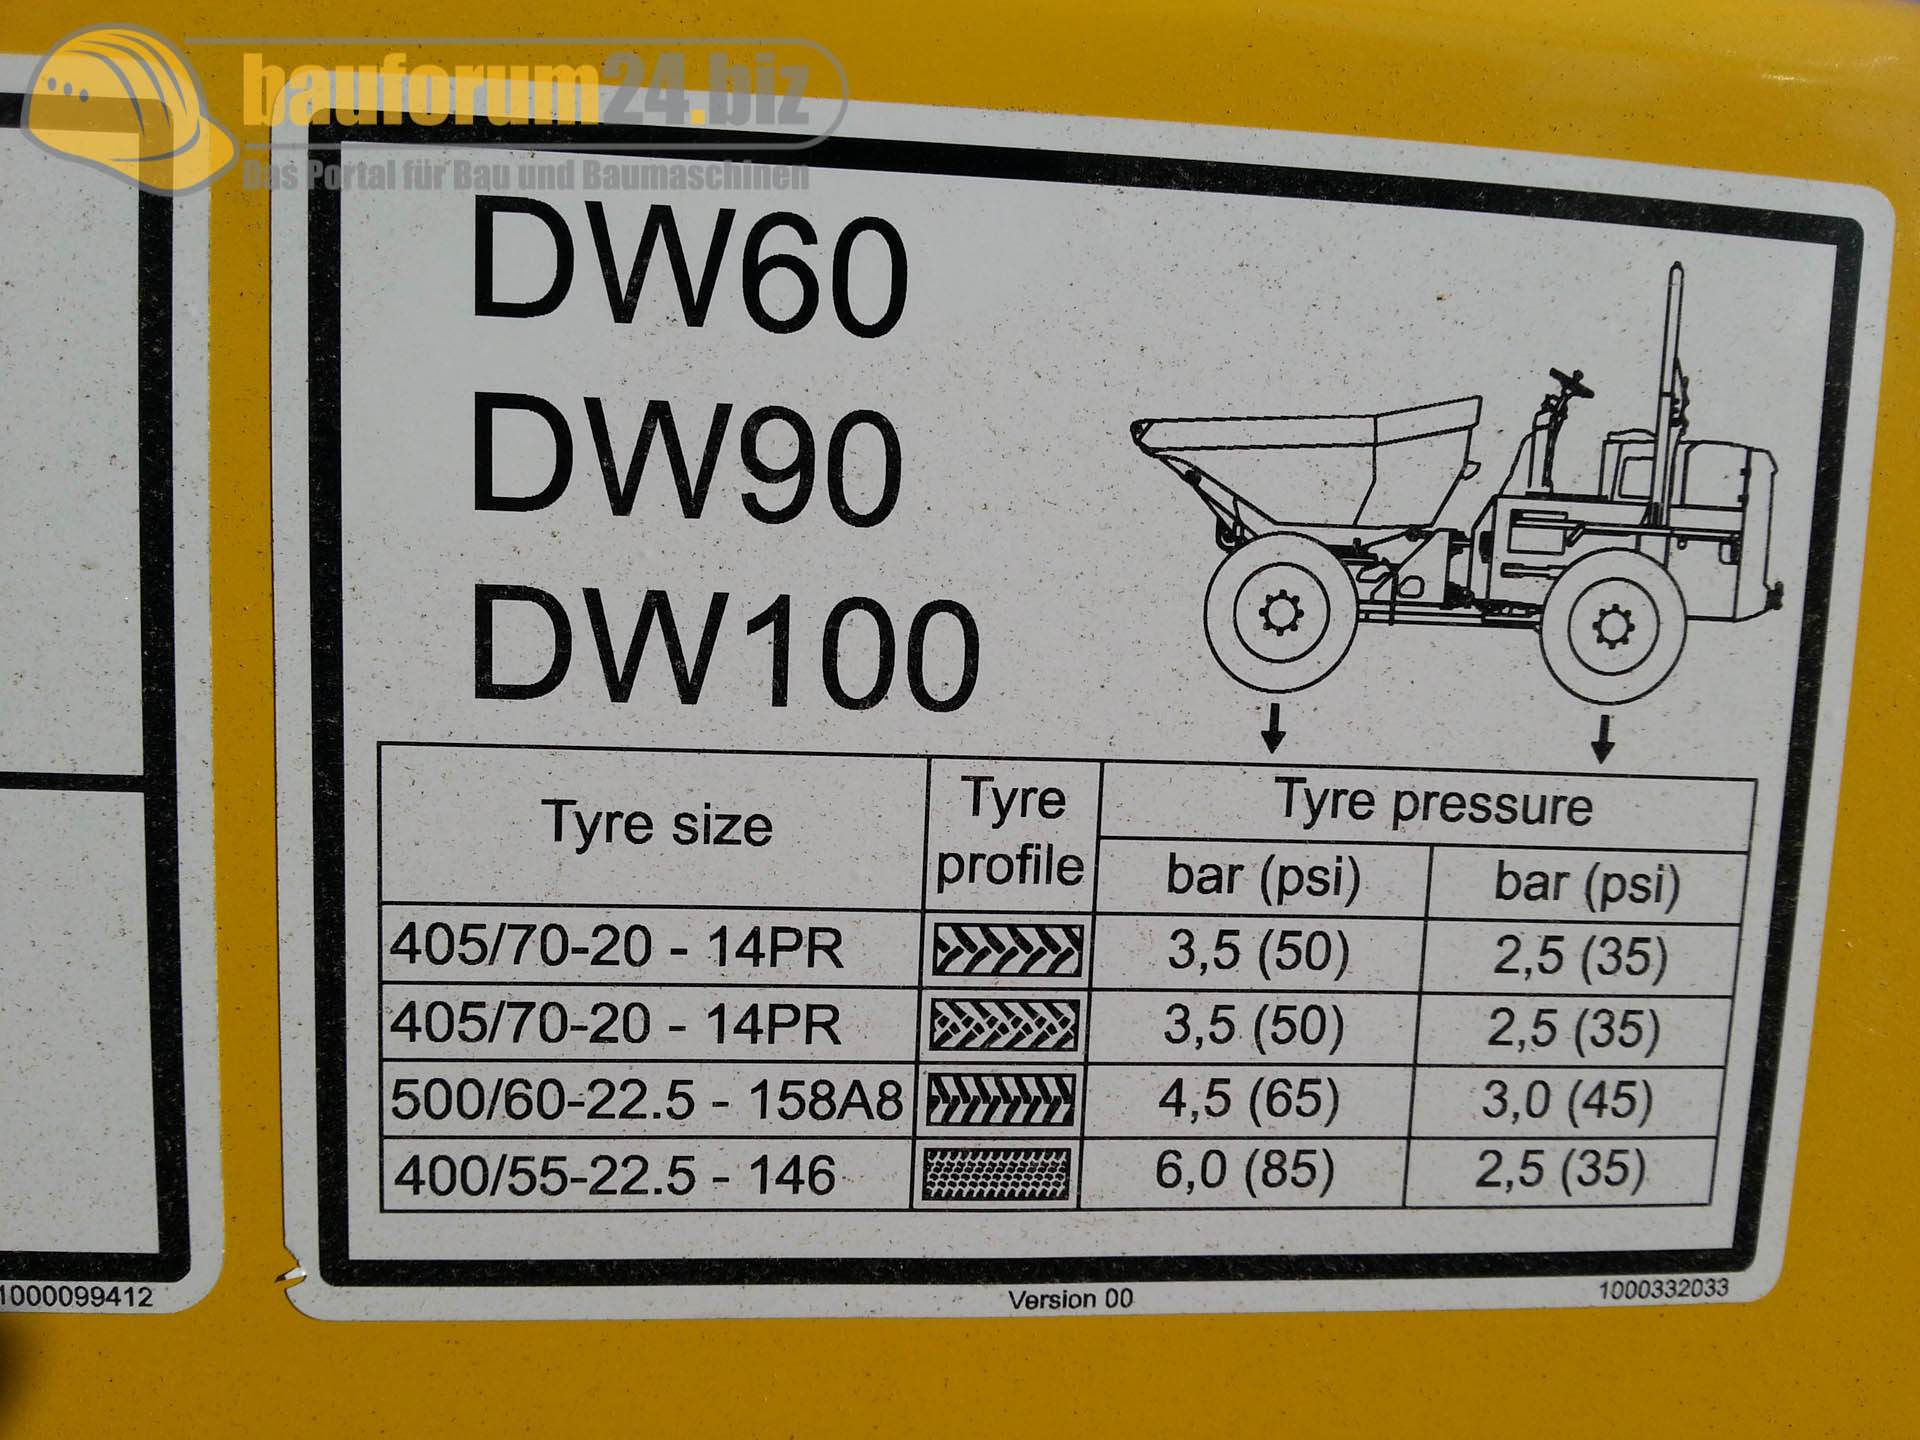 bauforum24.biz
Das Portal für Bau und Baumaschinen
DW60
DW90
DW100
Tyre size
Tyre
profile
Tyre pressure
bar (psi) bar (psi)
405/70-20 - 14PR 3,5 (50) 2,5 (35)
405/70-20 - 14PR 3,5 (50) 2,5 (35)
500/60-22.5 - 158A8 4,5 (65) 3,0 (45)
400/55-22.5 - 146 6,0 (85) 2,5 (35)
1000099412
Version 00
1000332033